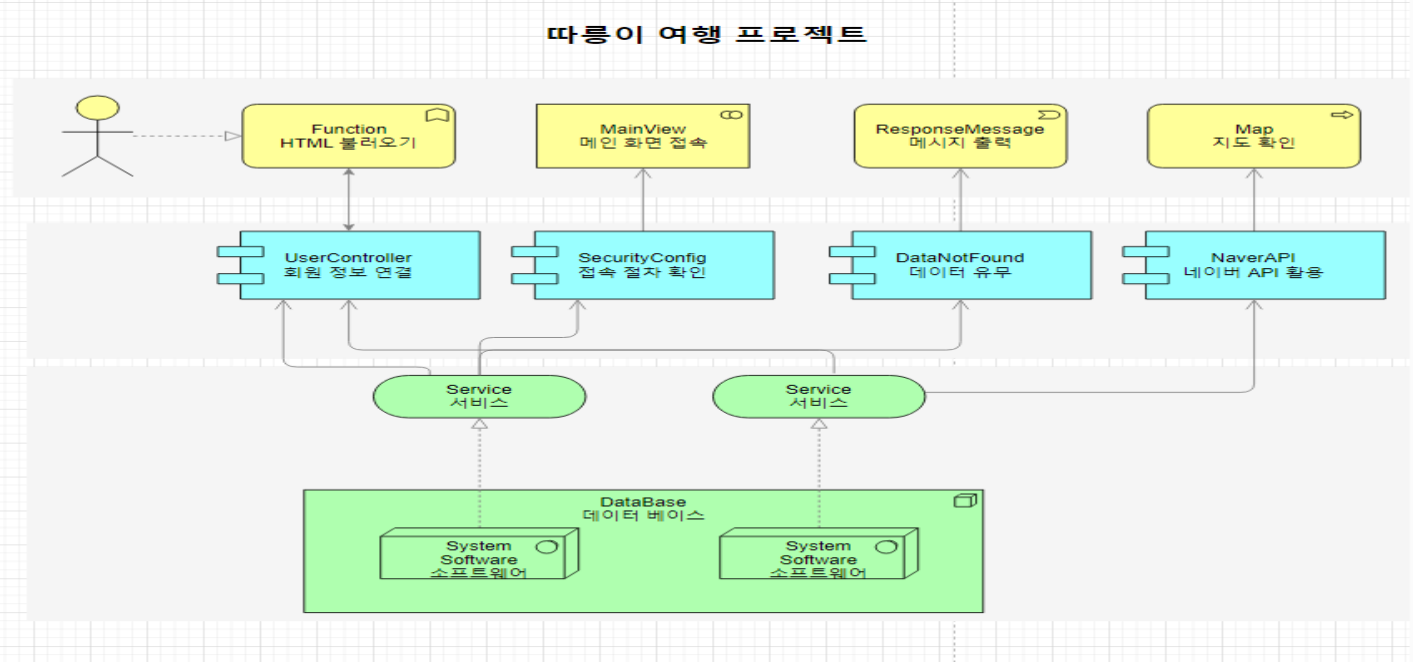 따릉이 여행 프로젝트
Function
HTML 불러오기
MainView
메인 화면 접속
ResponseMessage
메시지 출력
Map
지도 확인
UserController
회원 정보 연결
SecurityConfig
접속 절차 확인
DataNotFound
데이터 유무
NaverAPI
네이버 API 활용
Service
서비스
Service
서비스
DataBase
데이터 베이스
System
Software
소프트웨어
System
Software
소프트웨어